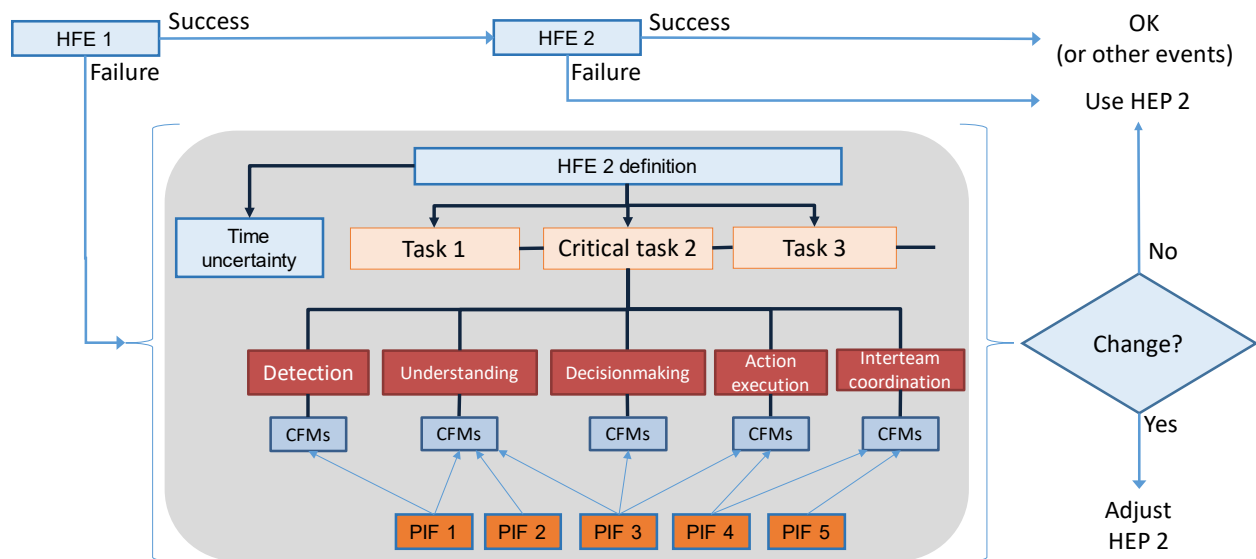 HFE 1
Success
HFE 2
Success
OK
(or other events)
Failure
Failure
Use HEP 2
HFE 2 definition
Time
uncertainty
Task 1
Critical task 2
Task 3
No
Change?
Detection
Understanding
Decisionmaking
Action
execution
Interteam
coordination
CFMs
CFMs
CFMs
CFMs
CFMs
Yes
PIF 1
PIF 2
PIF 3
PIF 4
PIF 5
Adjust
HEP 2